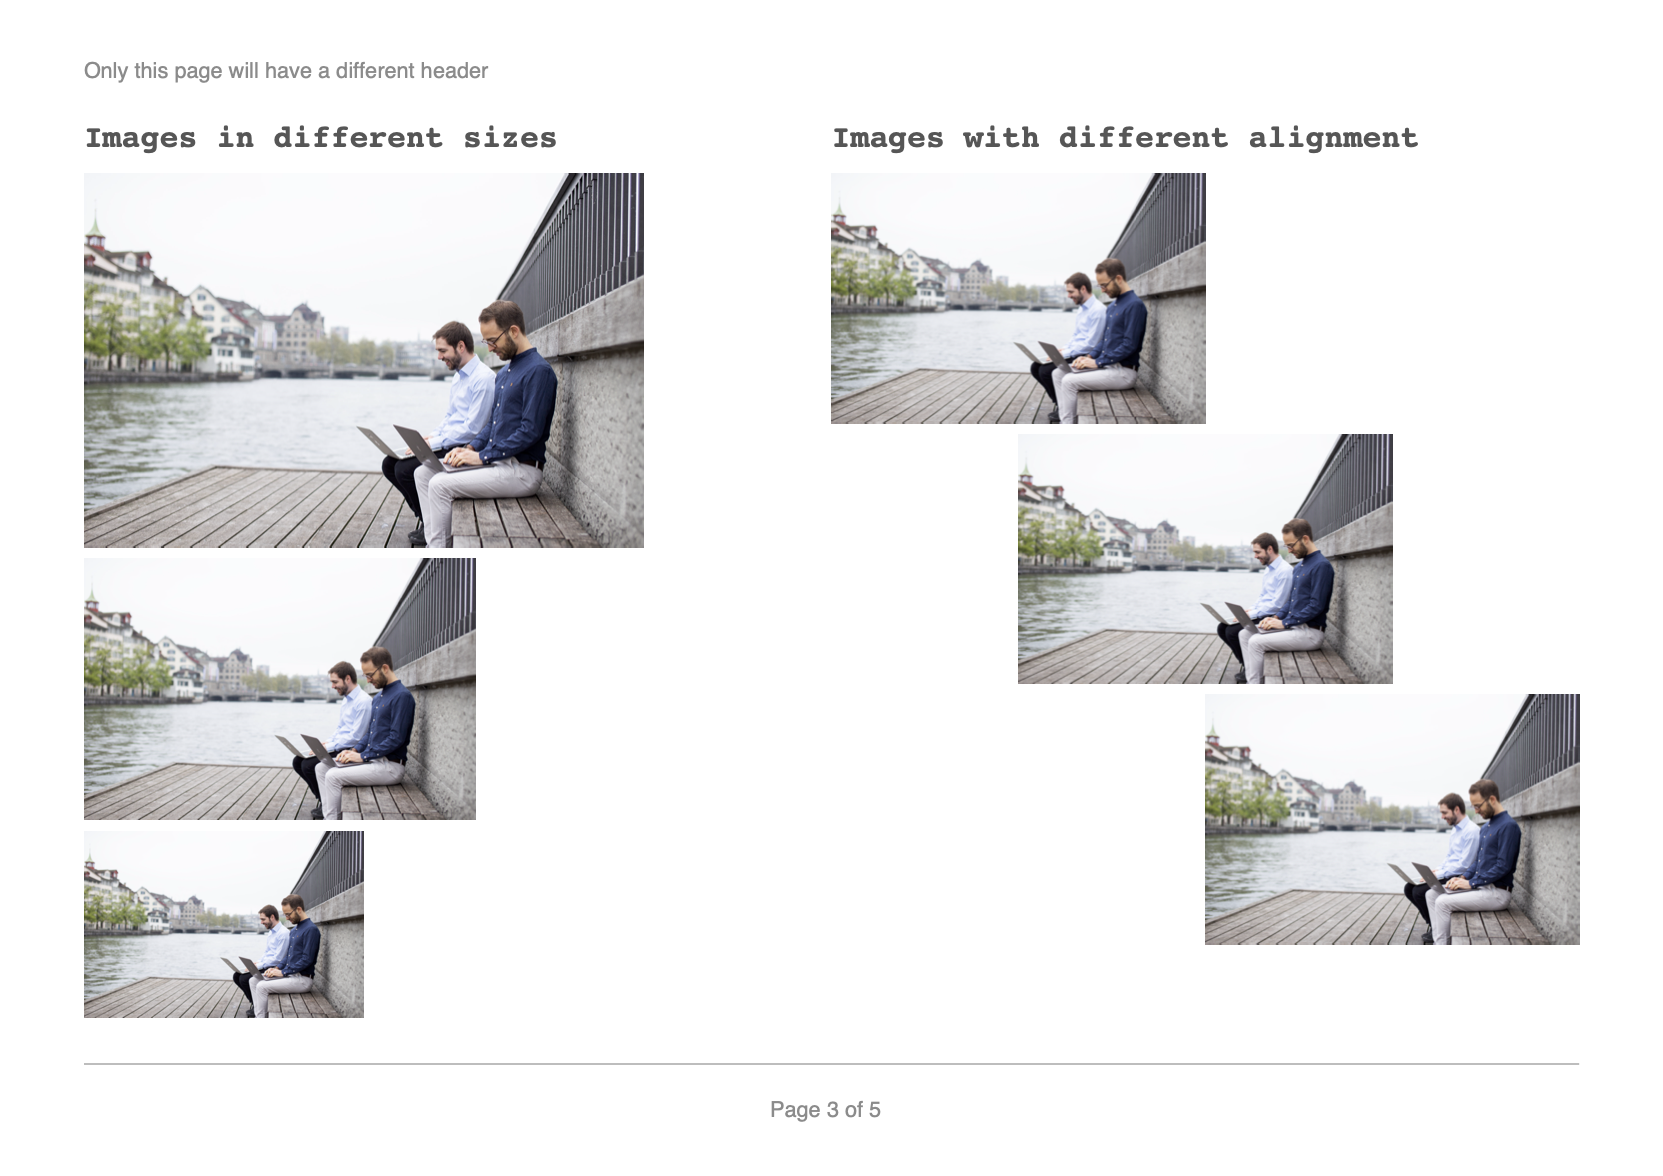 Only this page will have a different header
Images in different sizes
Images with different alignment
Page 3 of 5